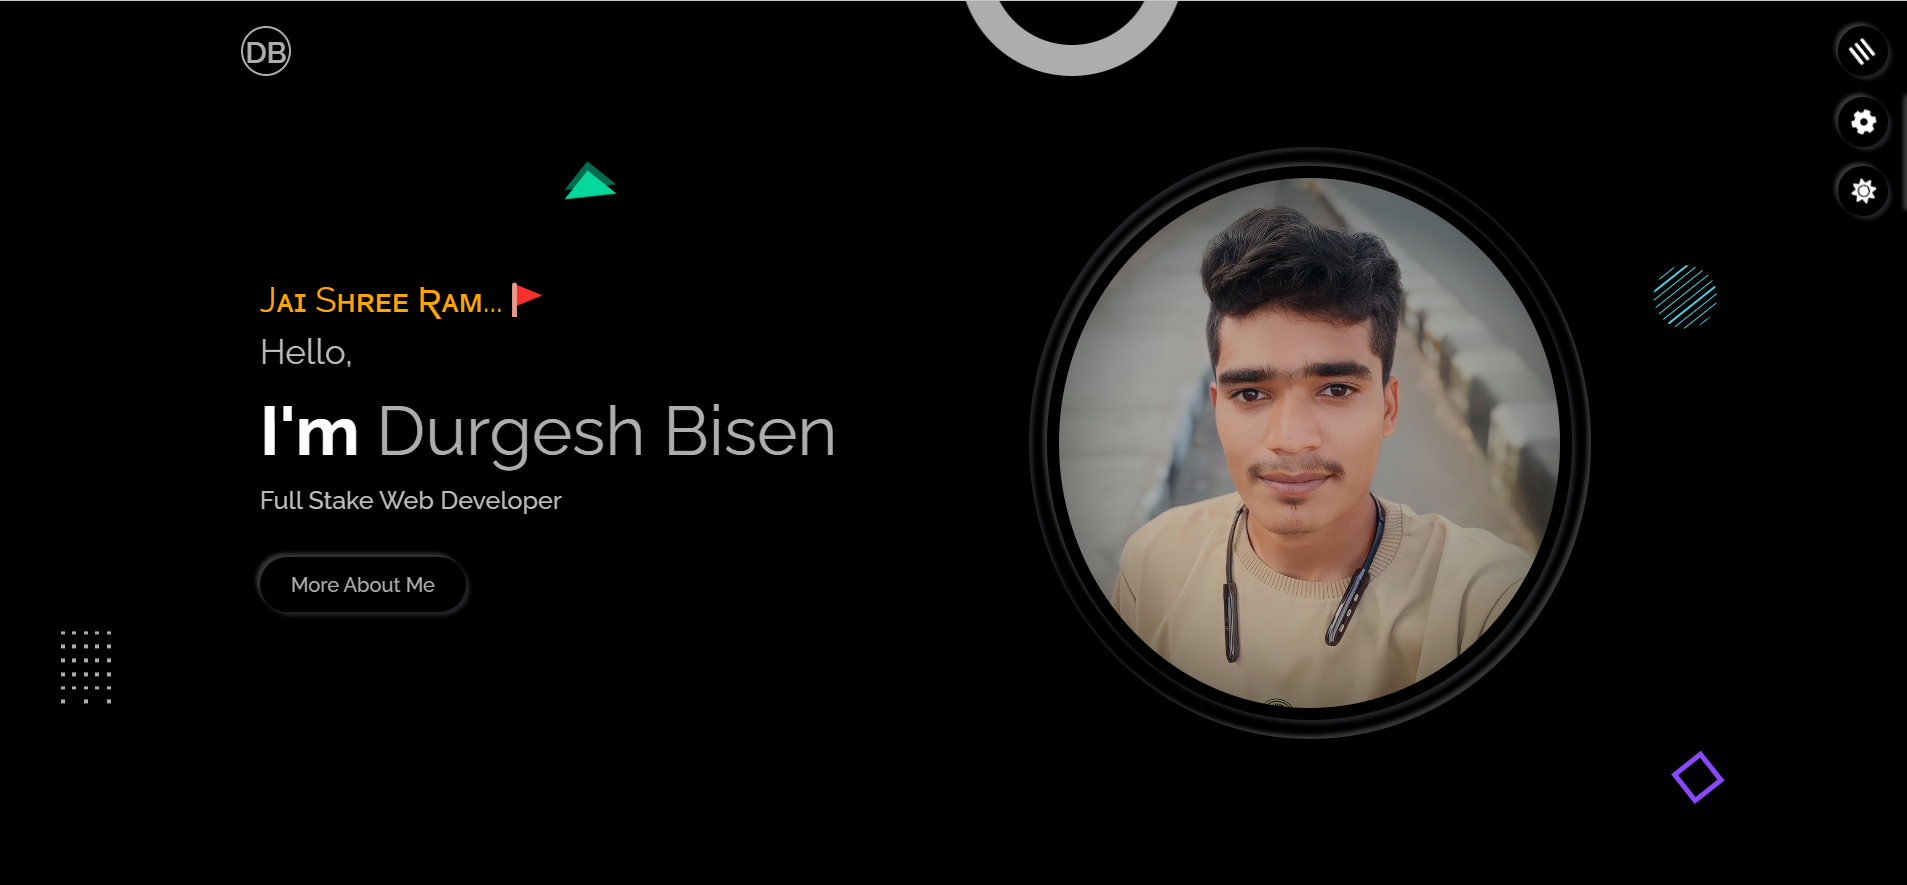 DB
Jai Shree Ram...
Hello,
I'm Durgesh Bisen
Full Stake Web Developer
More About Me